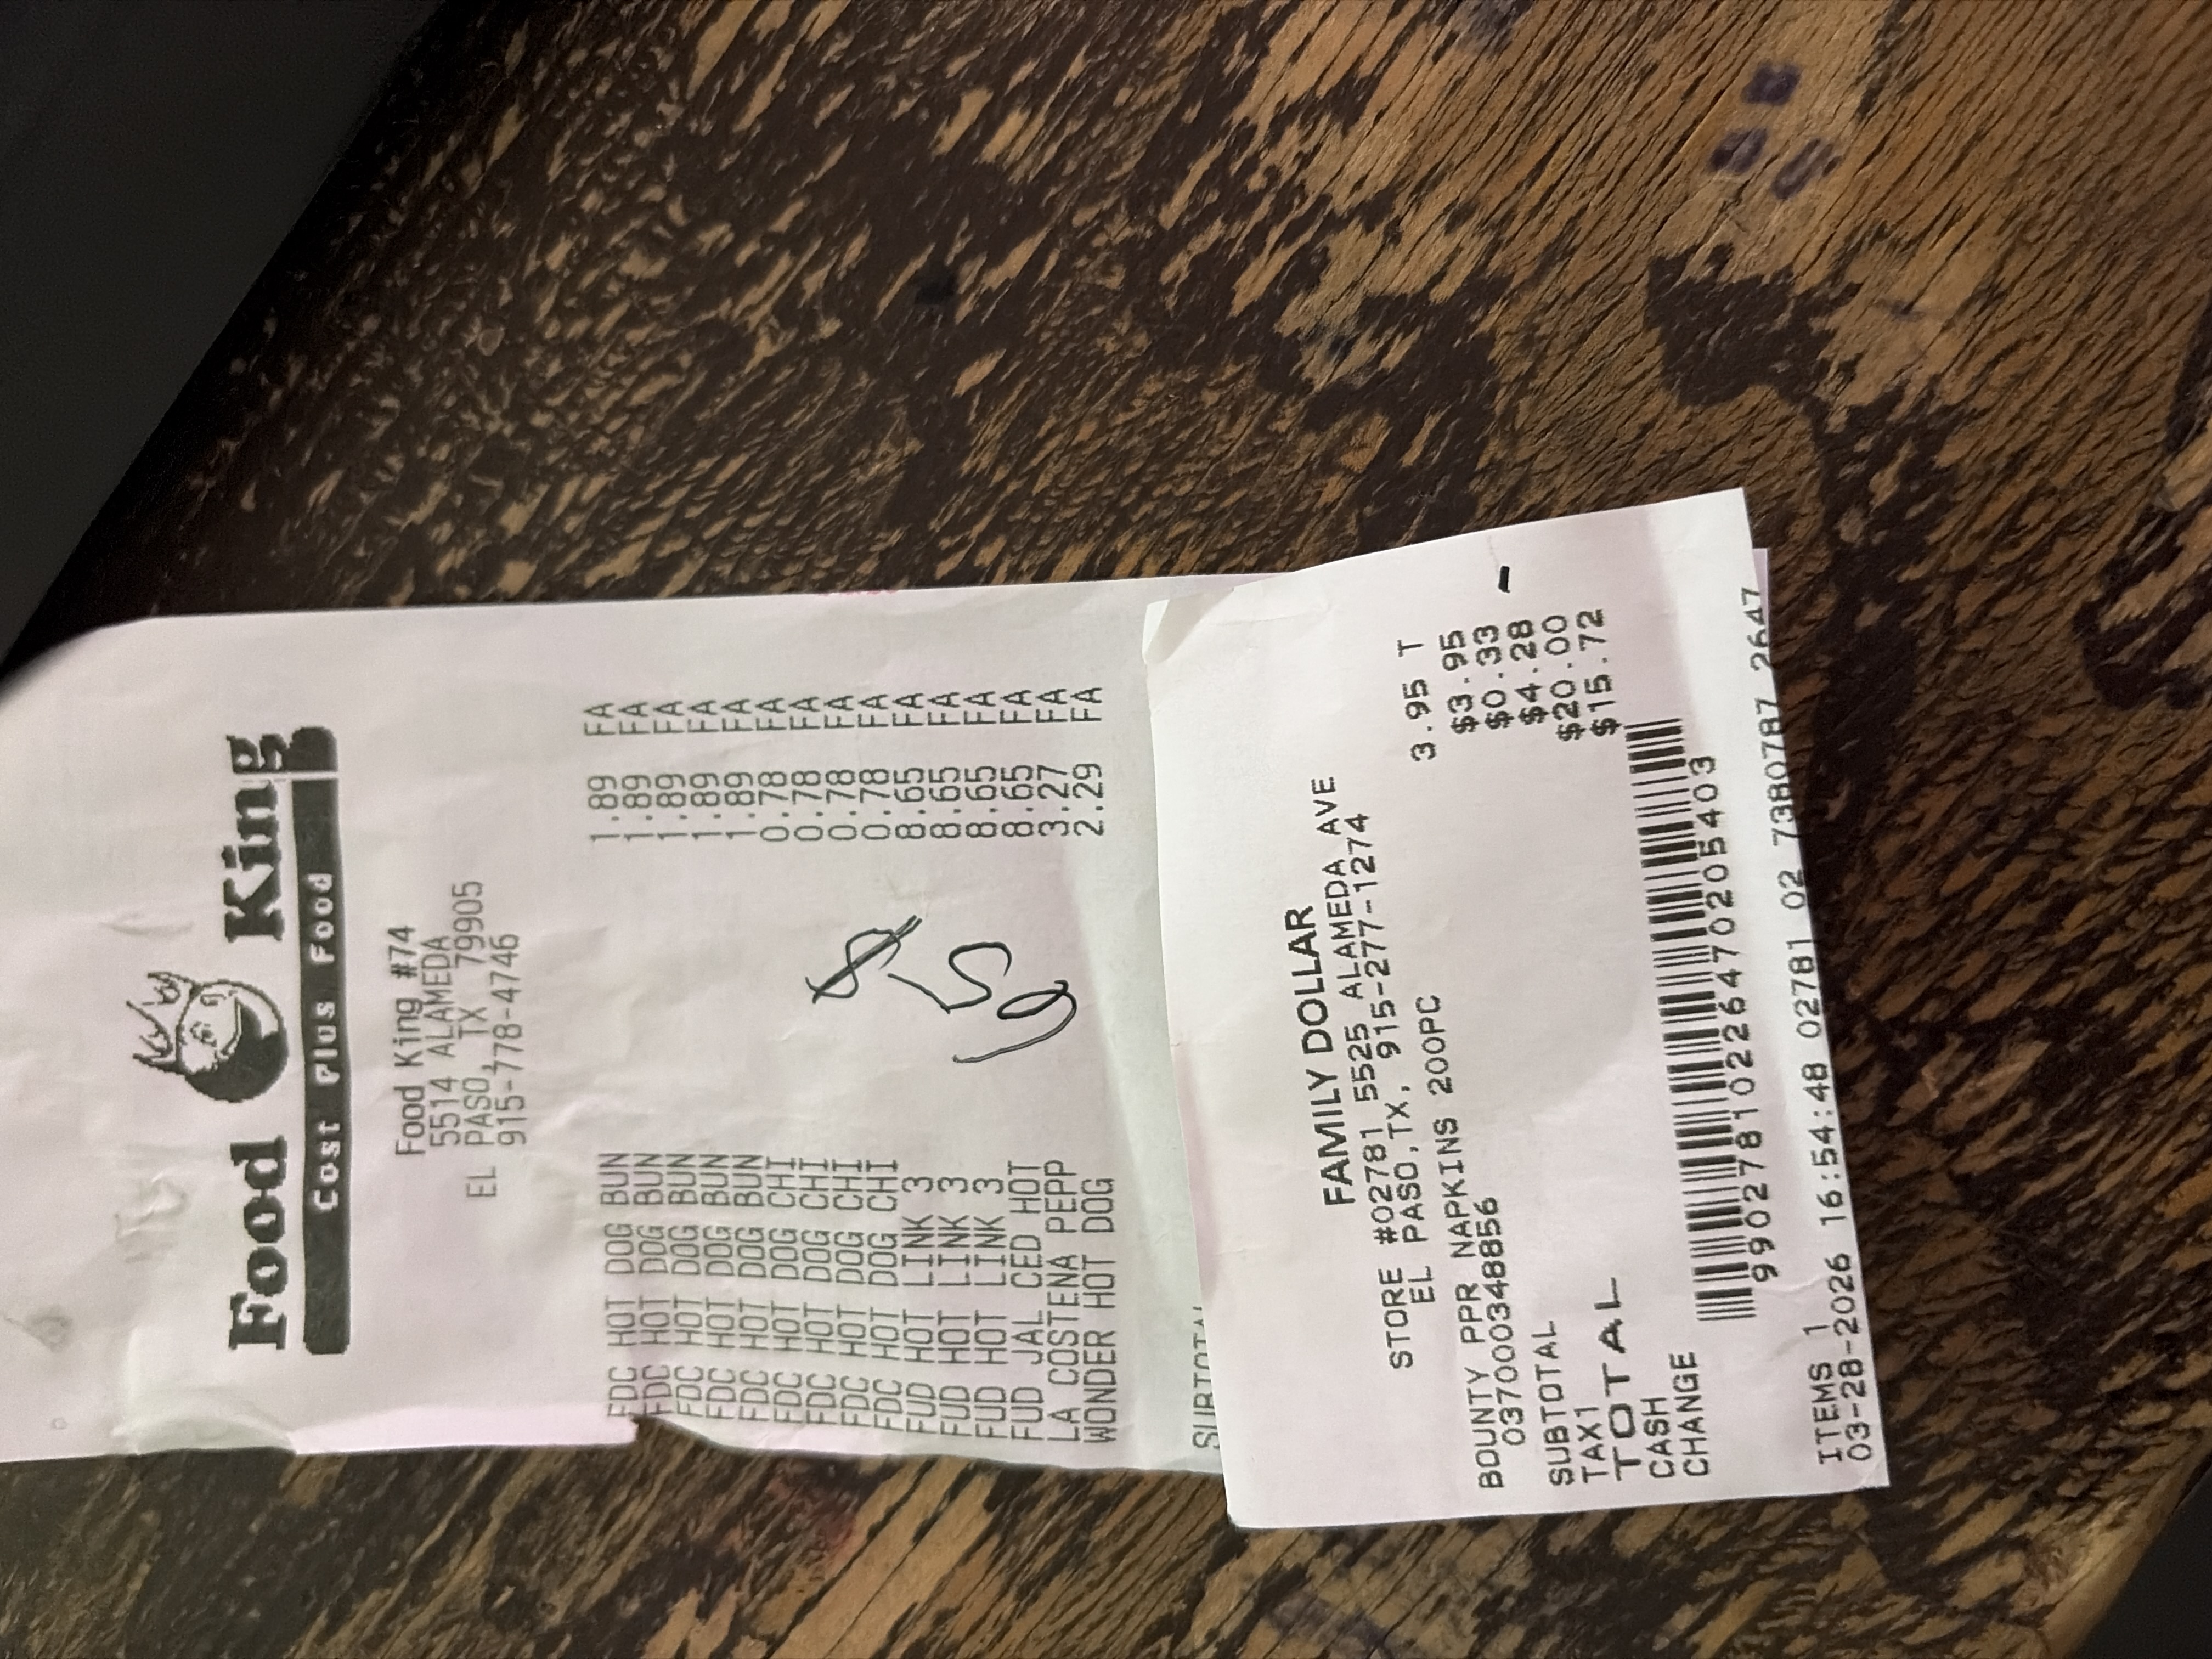 Food King
Cost Plus Food
Food King #74
5514 ALAMEDA
EL PASO, TX 79905
915-778-4746
FDC HOT DOG BUN 1.89 FA
FDC HOT DOG BUN 1.89 FA
FDC HOT DOG BUN 1.89 FA
FDC HOT DOG BUN 1.89 FA
FDC HOT DOG BUN 1.89 FA
FDC HOT DOG CHI 0.78 FA
FDC HOT DOG CHI 0.78 FA
FDC HOT DOG CHI 0.78 FA
FDC HOT DOG CHI 0.78 FA
FUD HOT LINK 3 8.65 FA
FUD HOT LINK 3 8.65 FA
FUD HOT LINK 3 8.65 FA
FUD JAL CED HOT 8.65 FA
LA COSTENA PEPP 3.27 FA
WONDER HOT DOG 2.29 FA
$59
SUBTOTAL
FAMILY DOLLAR
STORE #02781 5525 ALAMEDA AVE
EL PASO,TX, 915-277-1274
BOUNTY PPR NAPKINS 200PC 3.95 T
037000348856
SUBTOTAL $3.95
TAX1 $0.33
TOTAL $4.28
CASH $20.00
CHANGE $15.72
99027810226470205403
ITEMS 1
03-28-2026 16:54:48 02781 02 7380787 2647